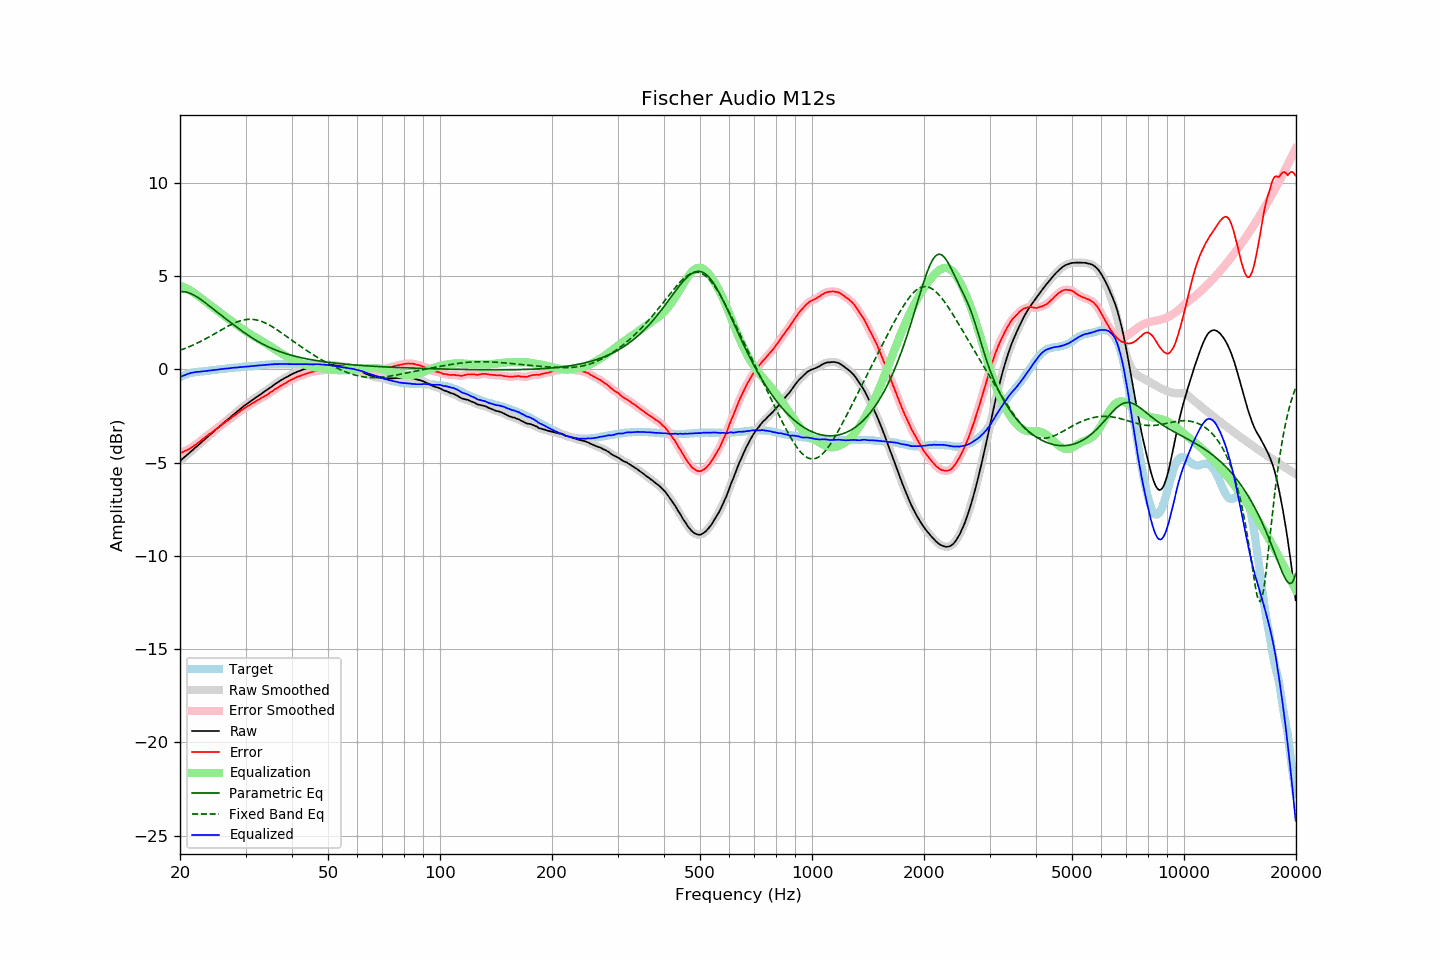 Fischer Audio M12s
Amplitude (dBr)
10
5
0
−5
−10
−15
−20
−25
Target
Raw Smoothed
Error Smoothed
Raw
Error
Equalization
Parametric Eq
Fixed Band Eq
Equalized
20 50 100 200 500 1000 2000 5000 10000 20000
Frequency (Hz)